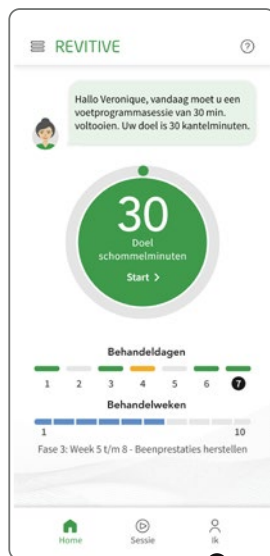 REVITIVE
?
Hallo Veronique, vandaag moet u een
voetprogrammasessie van 30 min.
voltooien. Uw doel is 30 kantelminuten.
30
Doel
schommelminuten
Start >
Behandeldagen
1 2 3 4 5 6 7
Behandelweken
1 10
Fase 3: Week 5 t/m 8 - Beenprestaties herstellen
Home Sessie Ik